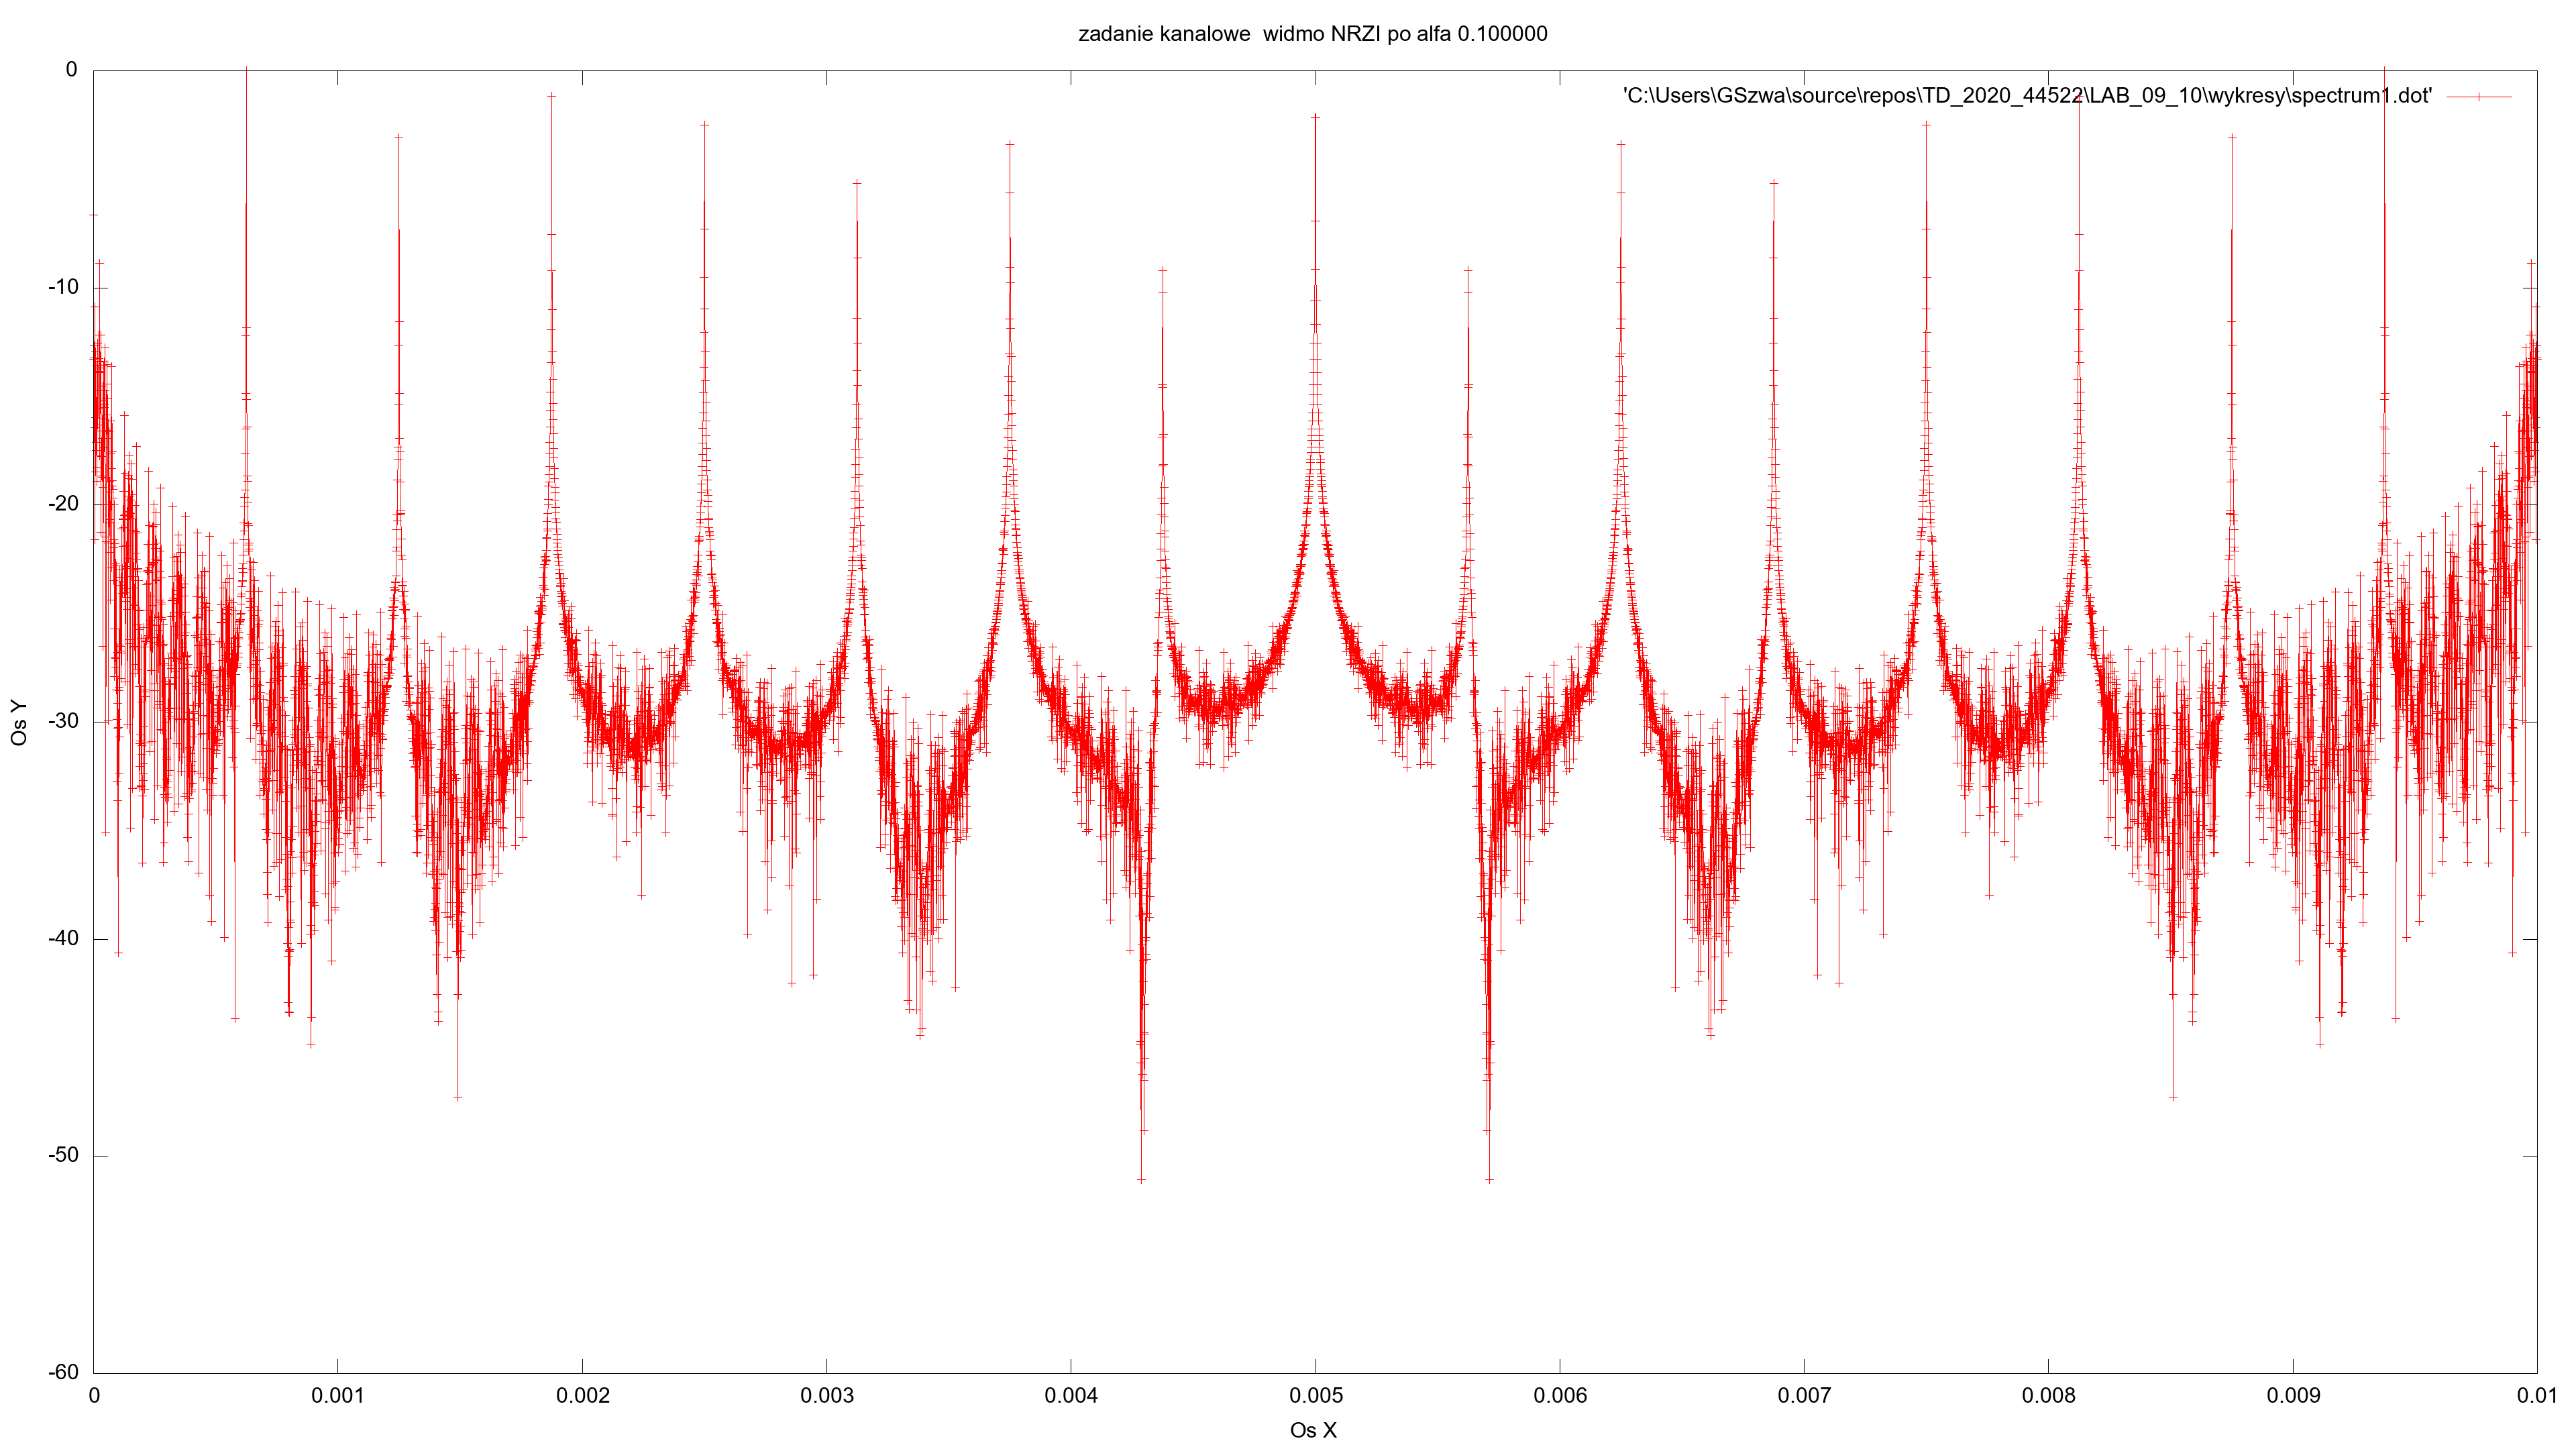 zadanie kanalowe  widmo NRZI po alfa 0.100000
'C:\Users\GSzwa\source\repos\TD_2020_44522\LAB_09_10\wykresy\spectrum1.dot'
0
-10
-20
-30
-40
-50
-60
Os Y
0 0.001 0.002 0.003 0.004 0.005 0.006 0.007 0.008 0.009 0.01
Os X